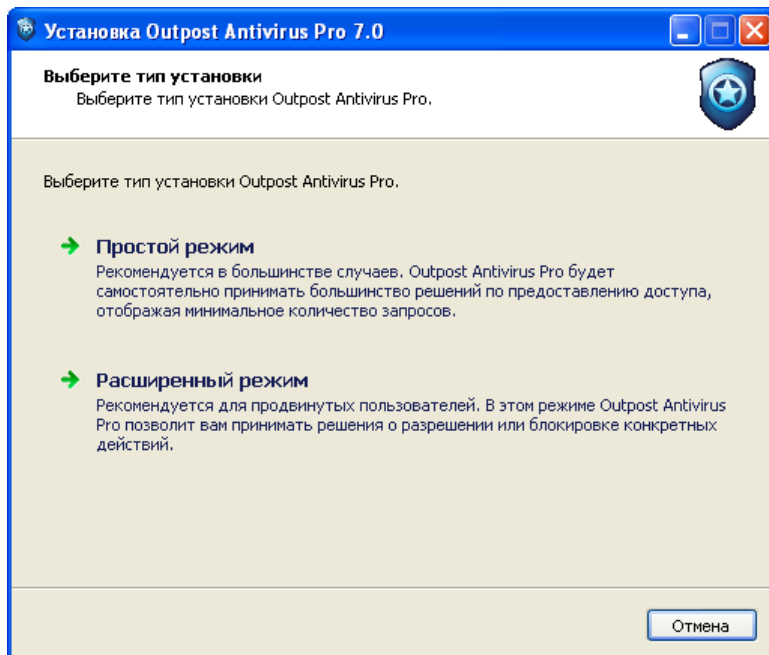 Установка Outpost Antivirus Pro 7.0
Выберите тип установки
Выберите тип установки Outpost Antivirus Pro.
Выберите тип установки Outpost Antivirus Pro.
Простой режим
Рекомендуется в большинстве случаев. Outpost Antivirus Pro будет
самостоятельно принимать большинство решений по предоставлению доступа,
отображая минимальное количество запросов.
Расширенный режим
Рекомендуется для продвинутых пользователей. В этом режиме Outpost Antivirus
Pro позволит вам принимать решения о разрешении или блокировке конкретных
действий.
Отмена